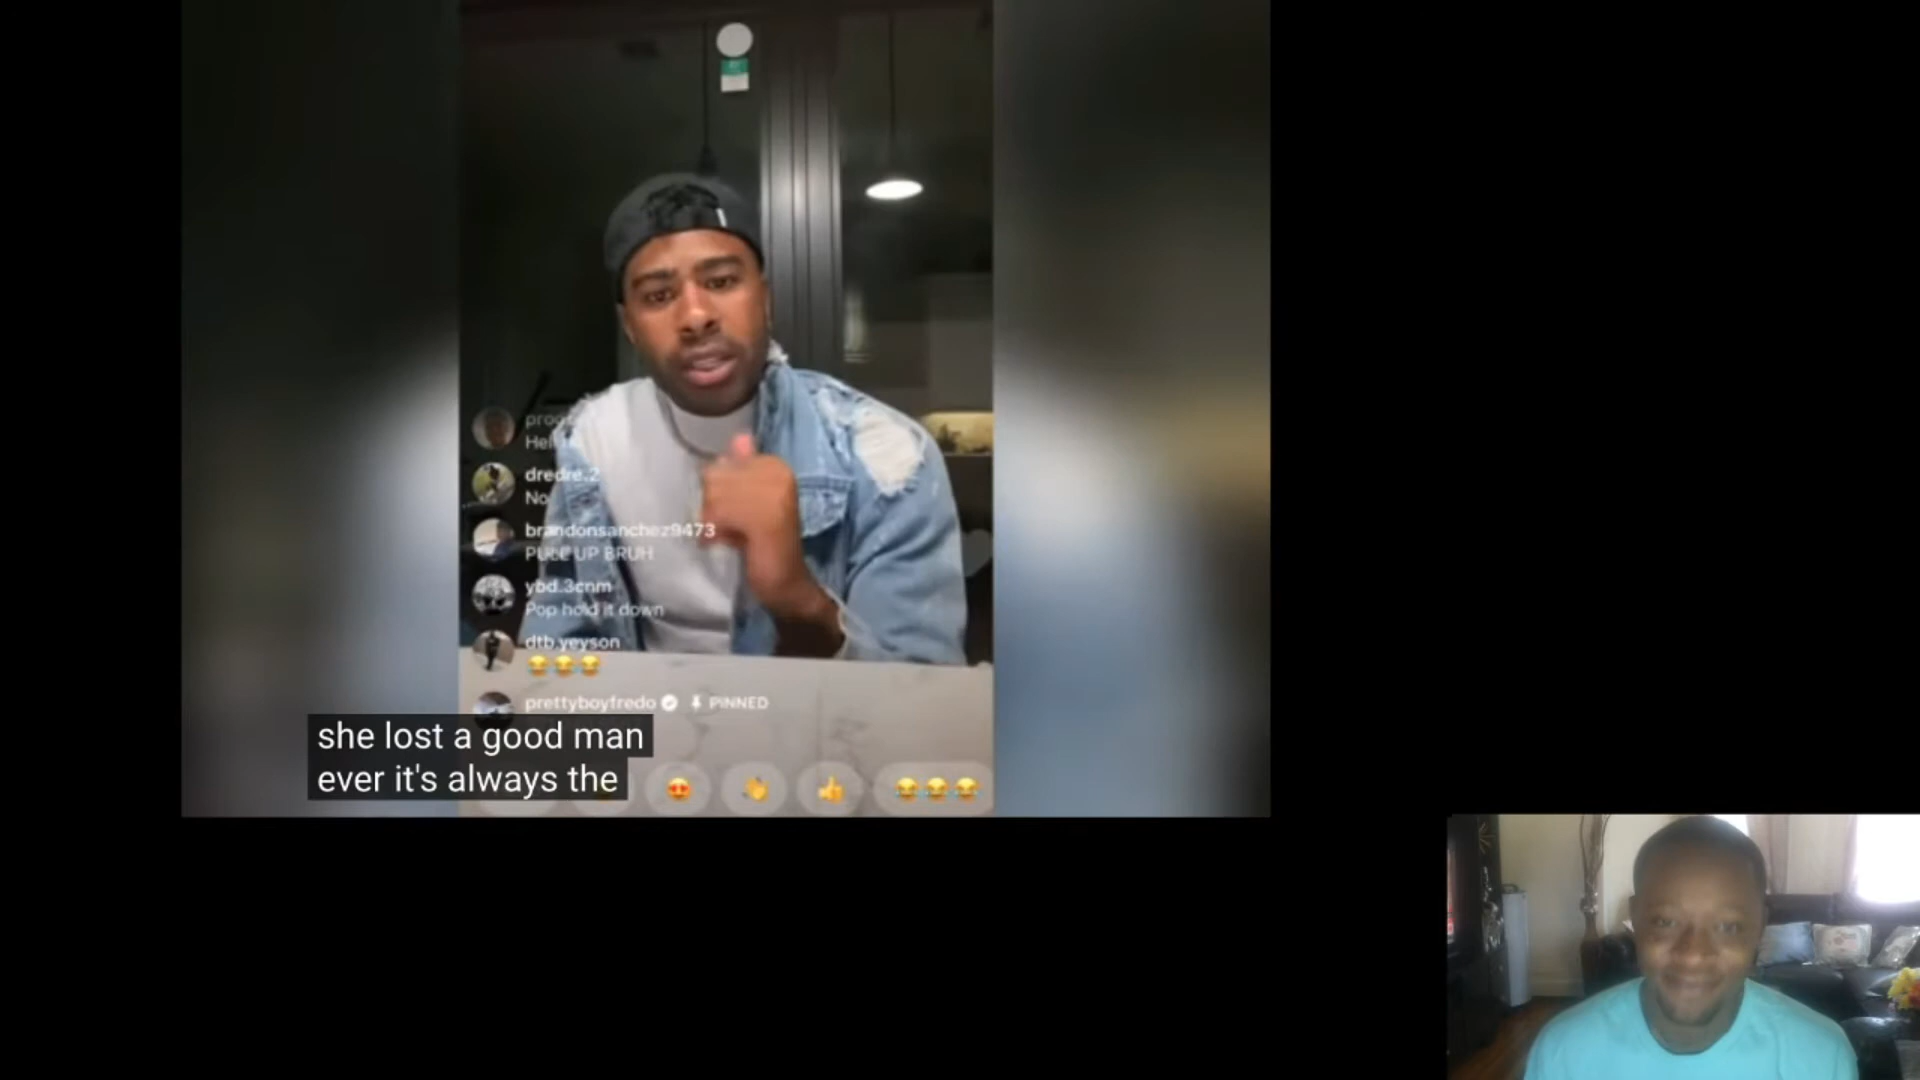 dredre.2
No
brandonsanchez9473
PULL UP BRUH
ybd.3cnm
Pop hold it down
dtb.yeyson
prettyboyfredo PINNED
she lost a good man
ever it's always the